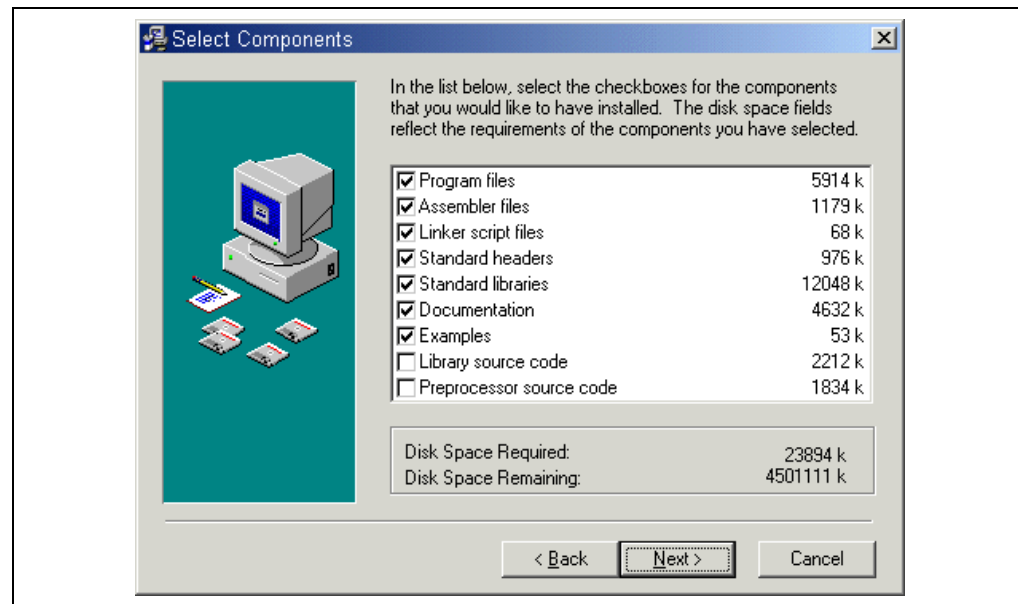 Select Components
In the list below, select the checkboxes for the components
that you would like to have installed. The disk space fields
reflect the requirements of the components you have selected.
Program files 5914 k
Assembler files 1179 k
Linker script files 68 k
Standard headers 976 k
Standard libraries 12048 k
Documentation 4632 k
Examples 53 k
Library source code 2212 k
Preprocessor source code 1834 k
Disk Space Required: 23894 k
Disk Space Remaining: 4501111 k
< Back Next > Cancel